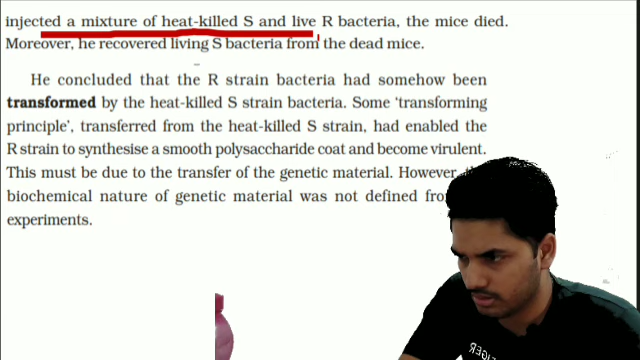 injected a mixture of heat-killed S and live R bacteria, the mice died.
Moreover, he recovered living S bacteria from the dead mice.
He concluded that the R strain bacteria had somehow been
transformed by the heat-killed S strain bacteria. Some ‘transforming
principle’, transferred from the heat-killed S strain, had enabled the
R strain to synthesise a smooth polysaccharide coat and become virulent.
This must be due to the transfer of the genetic material. However,
biochemical nature of genetic material was not defined
experiments.